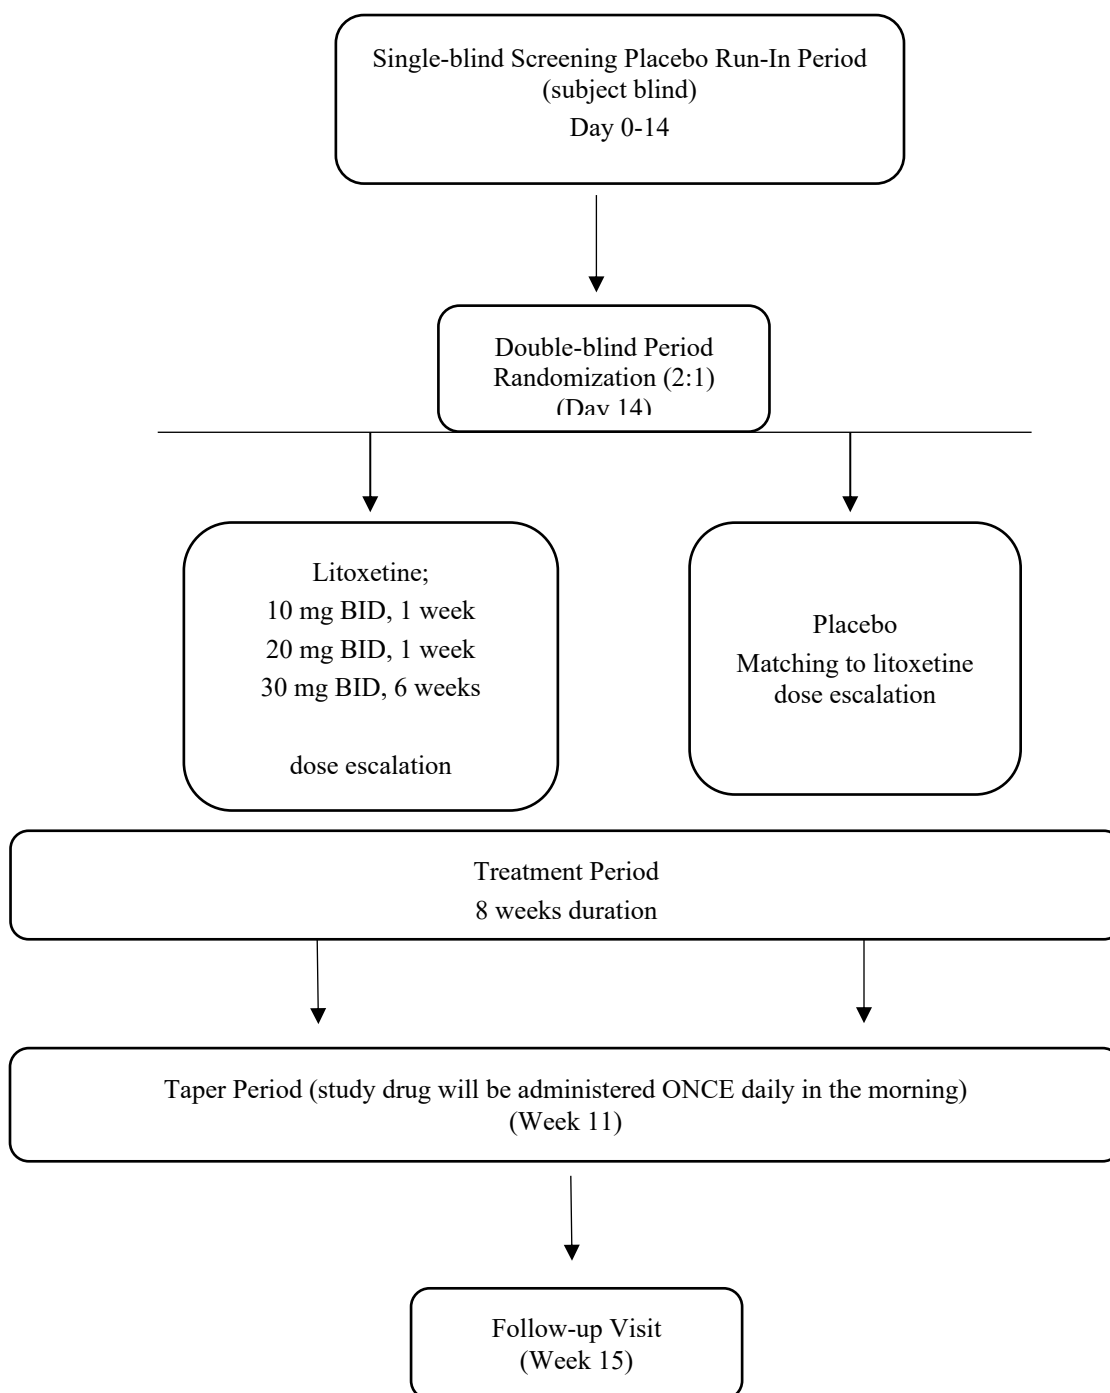 Single-blind Screening Placebo Run-In Period
(subject blind)
Day 0-14
Double-blind Period
Randomization (2:1)
(Day 14)
Litoxetine;
10 mg BID, 1 week
20 mg BID, 1 week
30 mg BID, 6 weeks
dose escalation
Placebo
Matching to litoxetine
dose escalation
Treatment Period
8 weeks duration
Taper Period (study drug will be administered ONCE daily in the morning)
(Week 11)
Follow-up Visit
(Week 15)